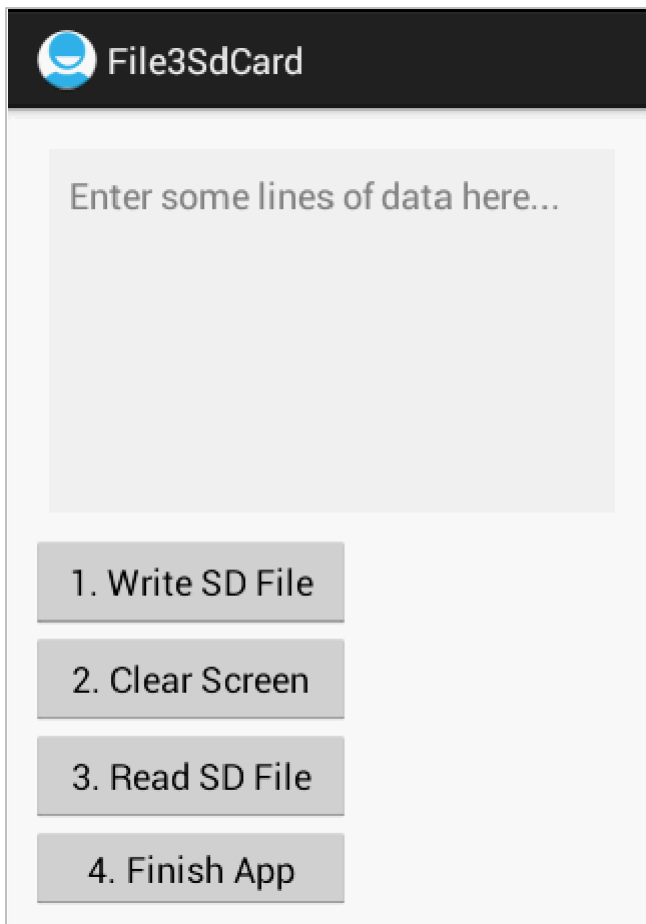 File3SdCard
Enter some lines of data here...
1. Write SD File
2. Clear Screen
3. Read SD File
4. Finish App